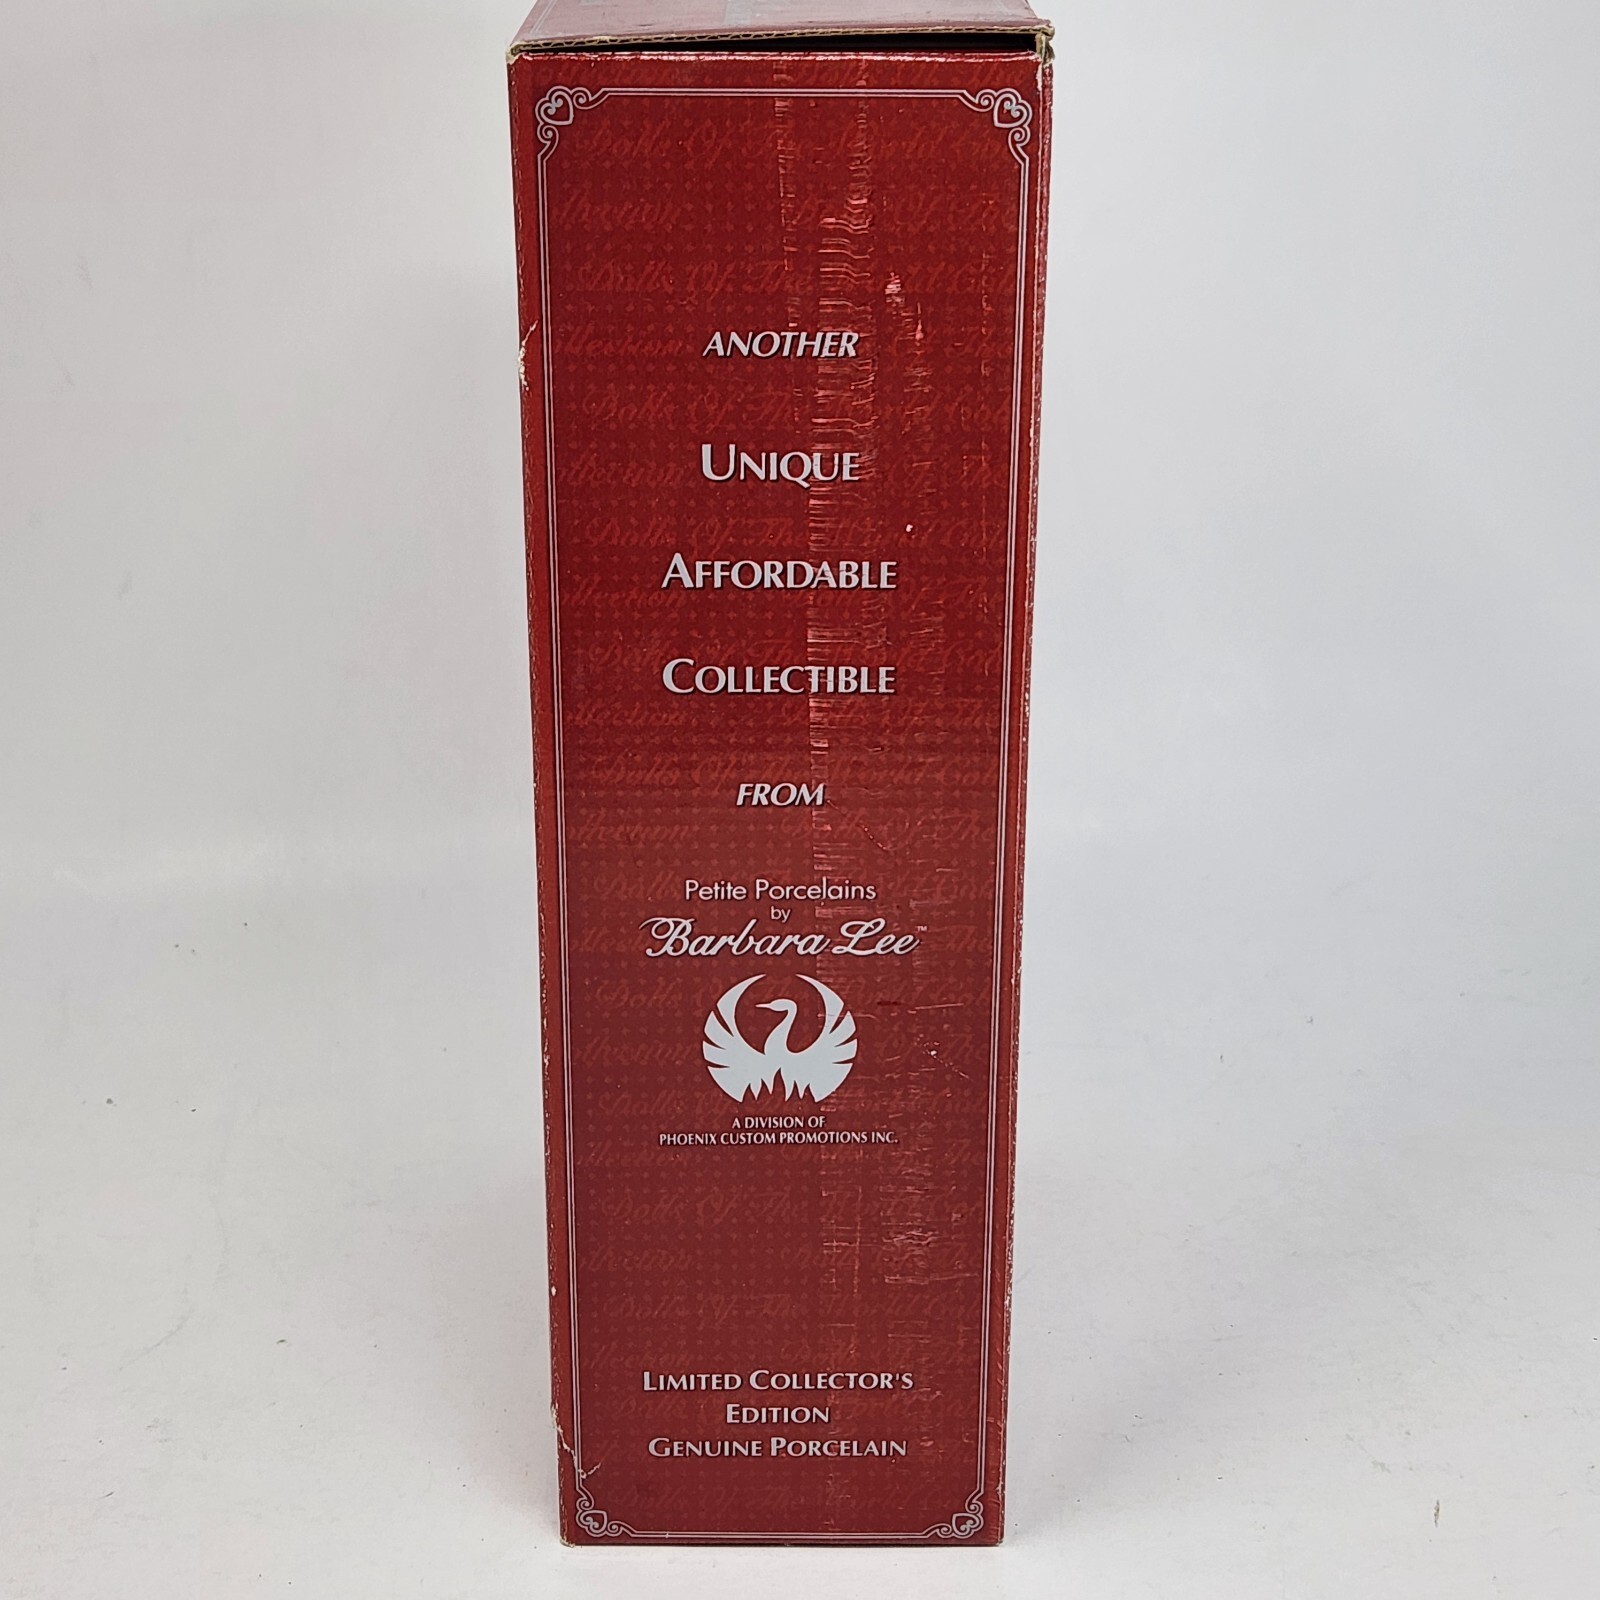 ANOTHER
UNIQUE
AFFORDABLE
COLLECTIBLE
FROM
Petite Porcelains
by
Barbara Lee™
A DIVISION OF
PHOENIX CUSTOM PROMOTIONS INC.
LIMITED COLLECTOR'S
EDITION
GENUINE PORCELAIN